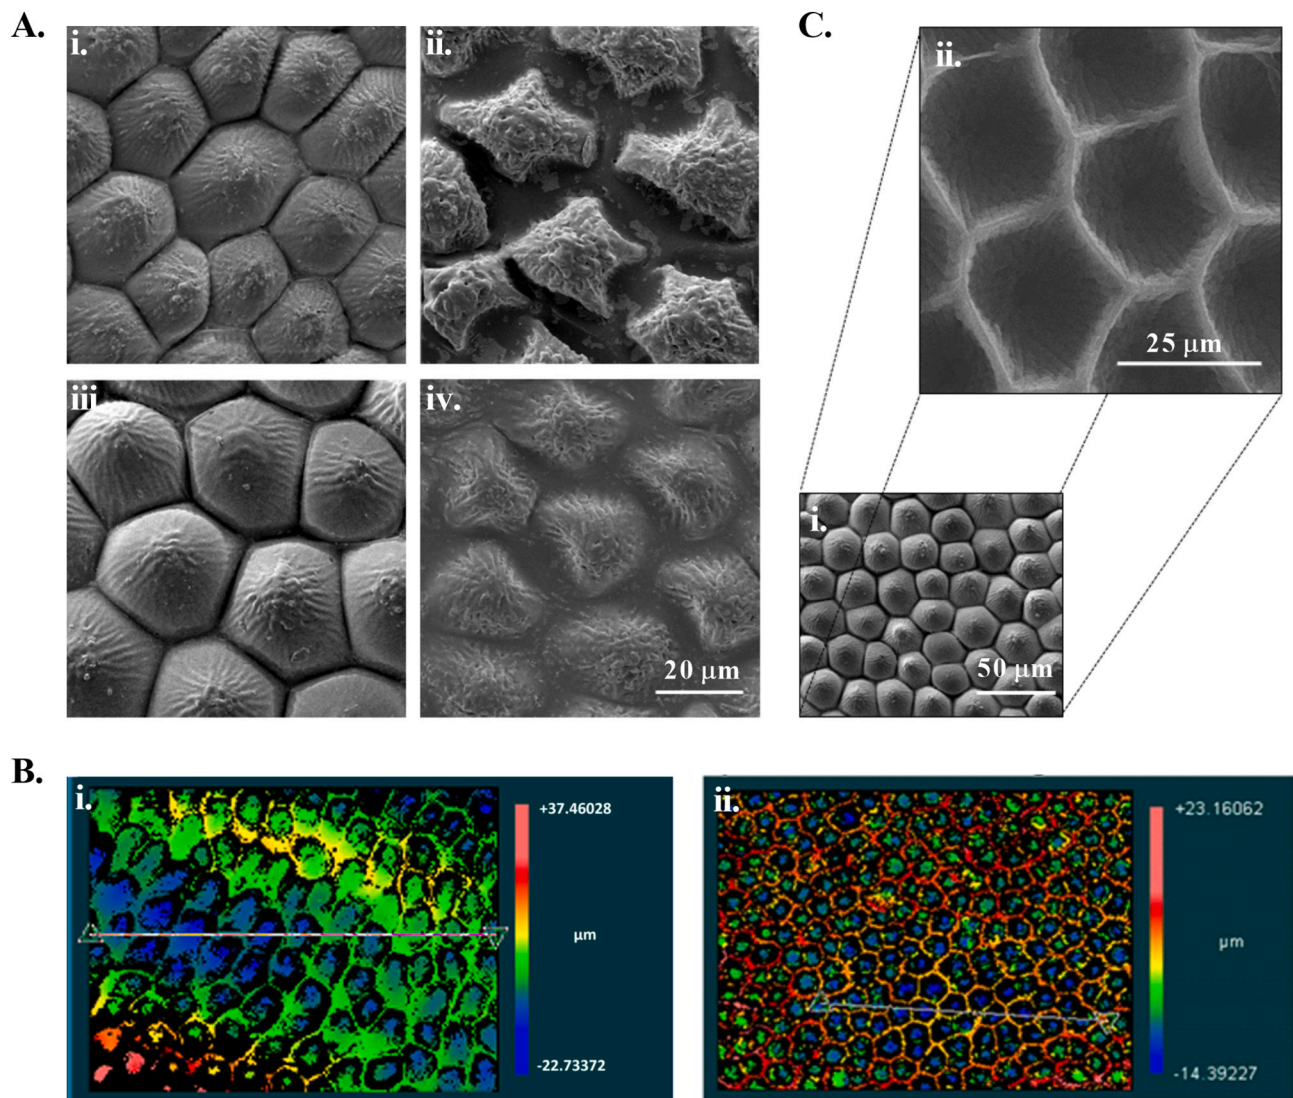 A.
i.
ii.
iii
iv.
20 μm
C.
ii.
25 μm
i.
50 μm
B.
i.
+37.46028
μm
-22.73372
ii.
+23.16062
μm
-14.39227